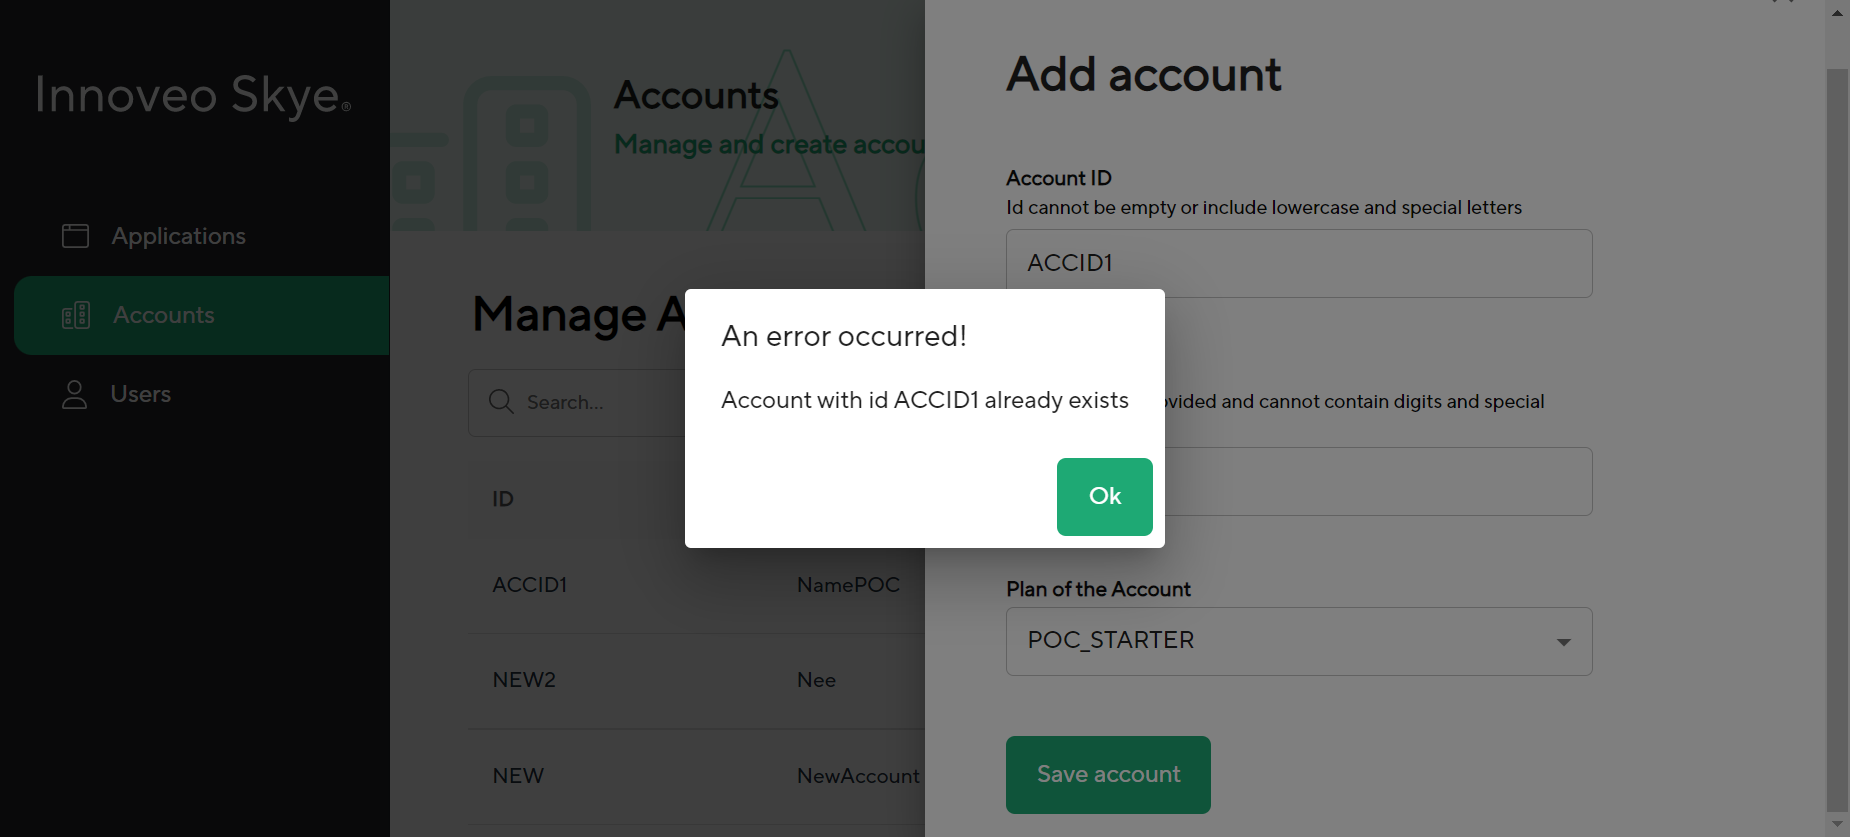 Innoveo Skye®
Applications
Accounts
Users
Accounts
Manage and create accou
Manage A
Search...
ID
ACCID1 NamePOC
NEW2 Nee
NEW NewAccount
Add account
Account ID
Id cannot be empty or include lowercase and special letters
ACCID1
ovided and cannot contain digits and special
Plan of the Account
POC_STARTER
Save account
An error occurred!
Account with id ACCID1 already exists
Ok